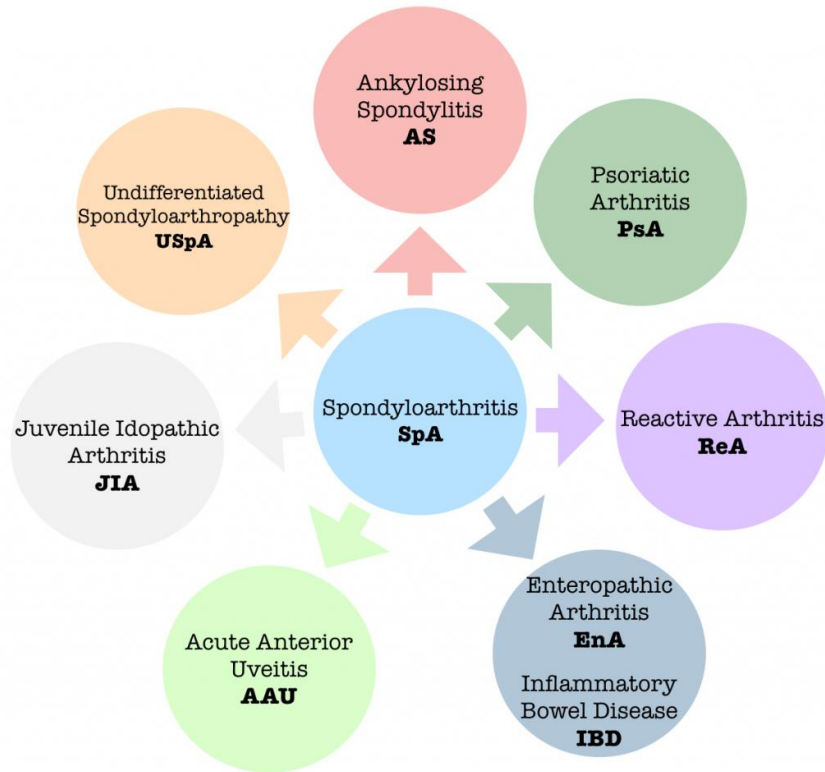 Ankylosing
Spondylitis
AS
Psoriatic
Arthritis
PsA
Undifferentiated
Spondyloarthropathy
USpA
Spondyloarthritis
SpA
Reactive Arthritis
ReA
Juvenile Idopathic
Arthritis
JIA
Enteropathic
Arthritis
EnA
Inflammatory
Bowel Disease
IBD
Acute Anterior
Uveitis
AAU